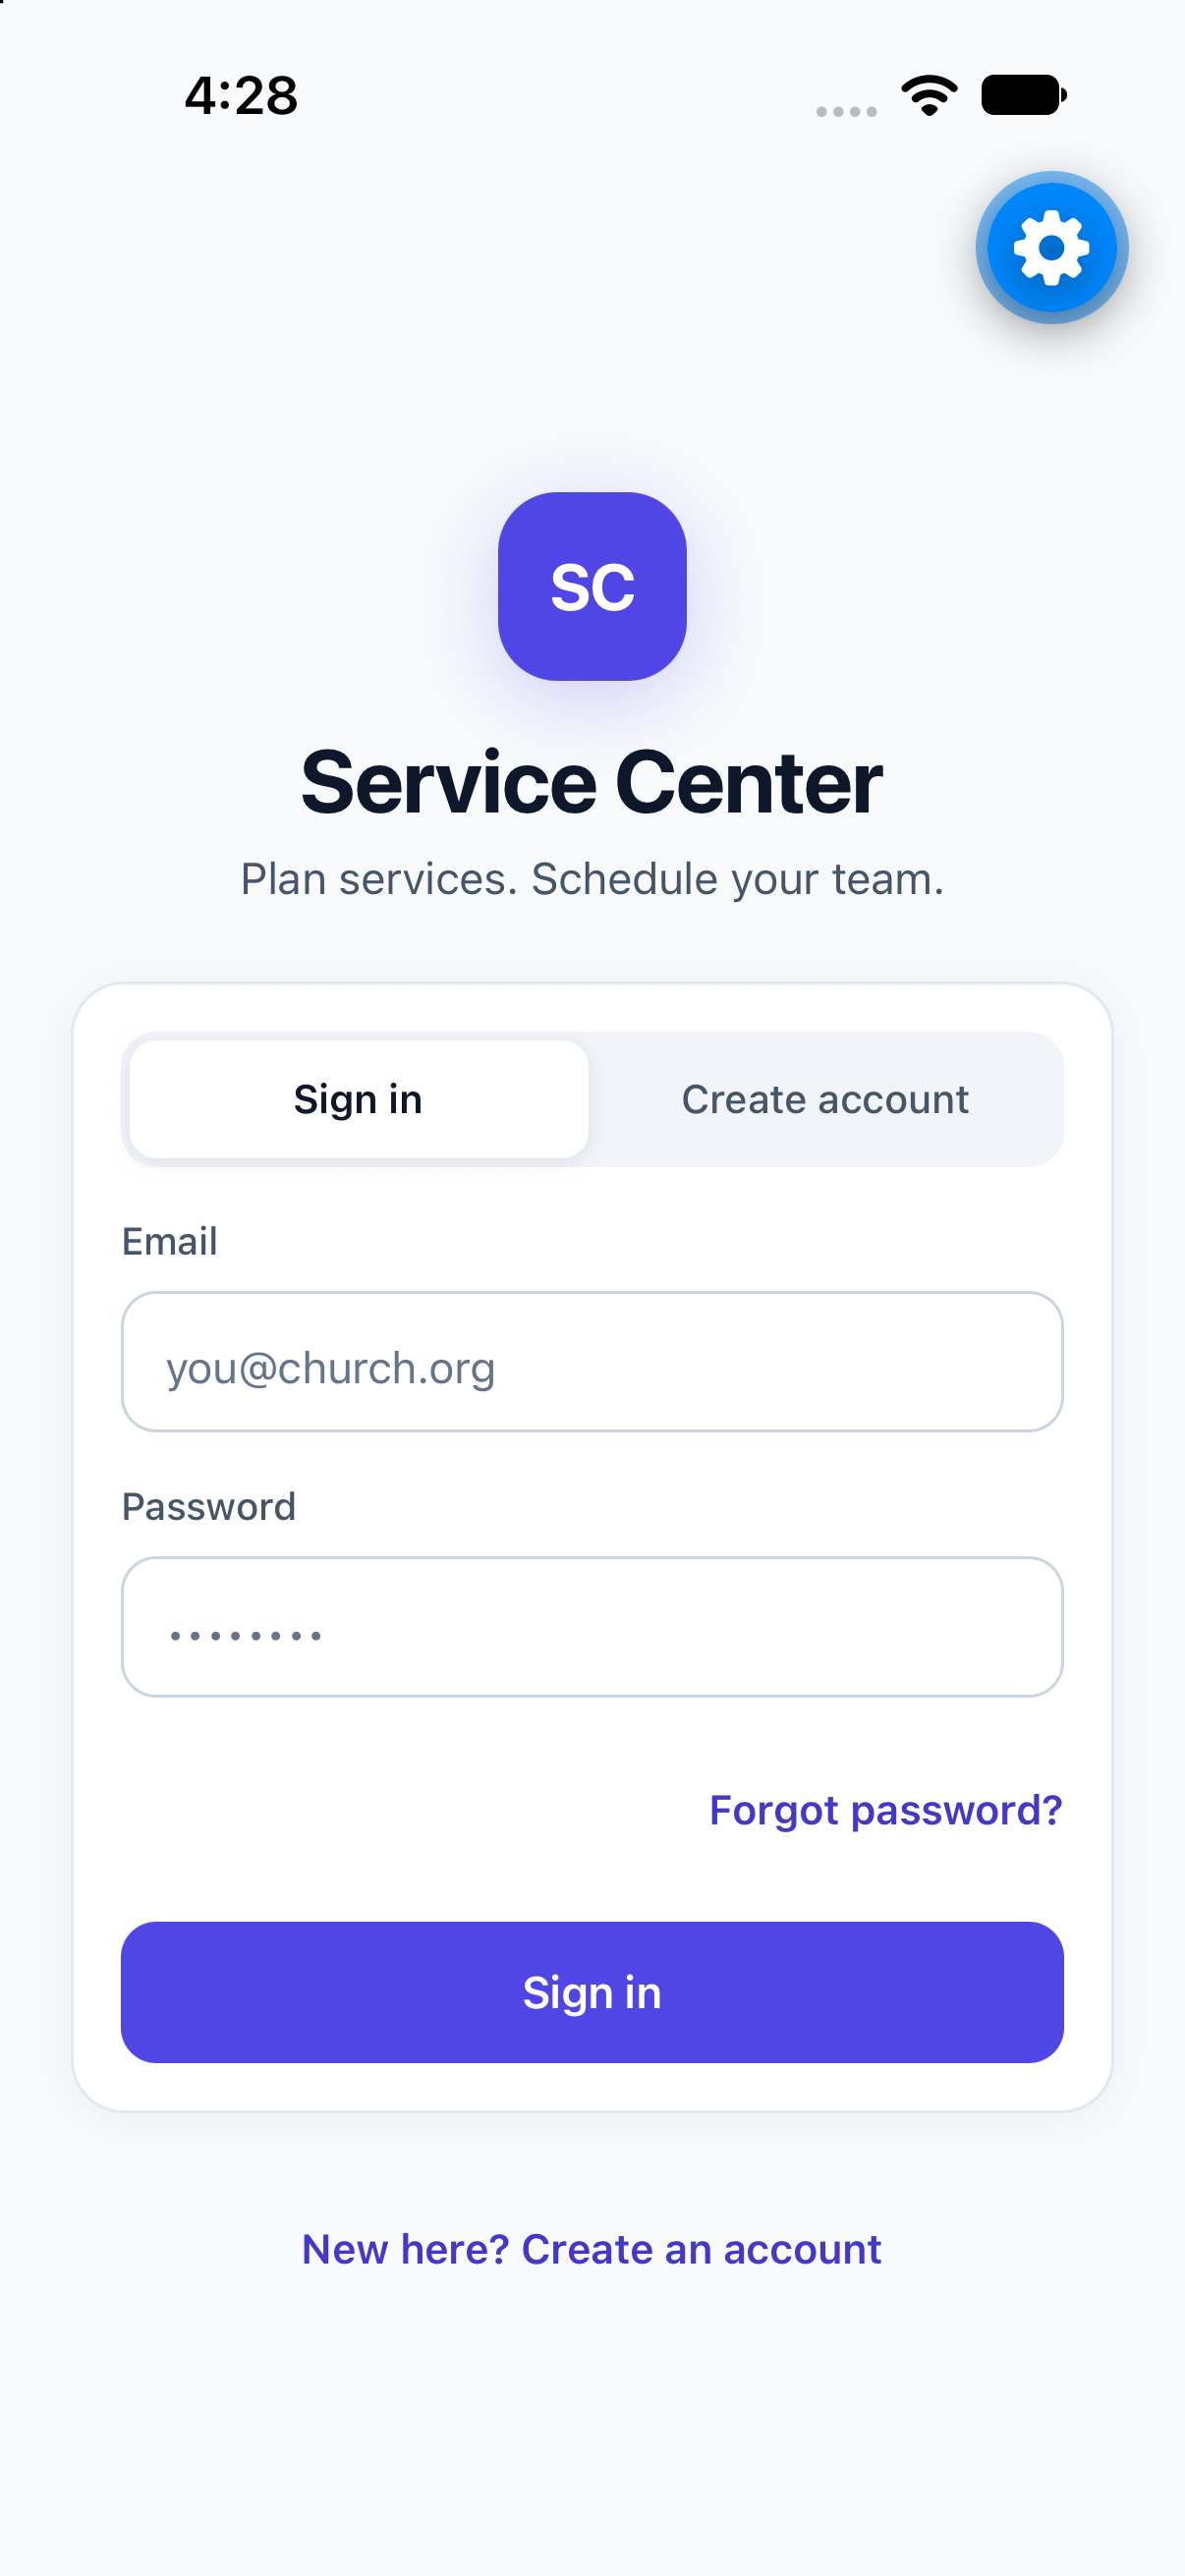 4:28
SC
Service Center
Plan services. Schedule your team.
Sign in
Create account
Email
you@church.org
Password
••••••••
Forgot password?
Sign in
New here? Create an account